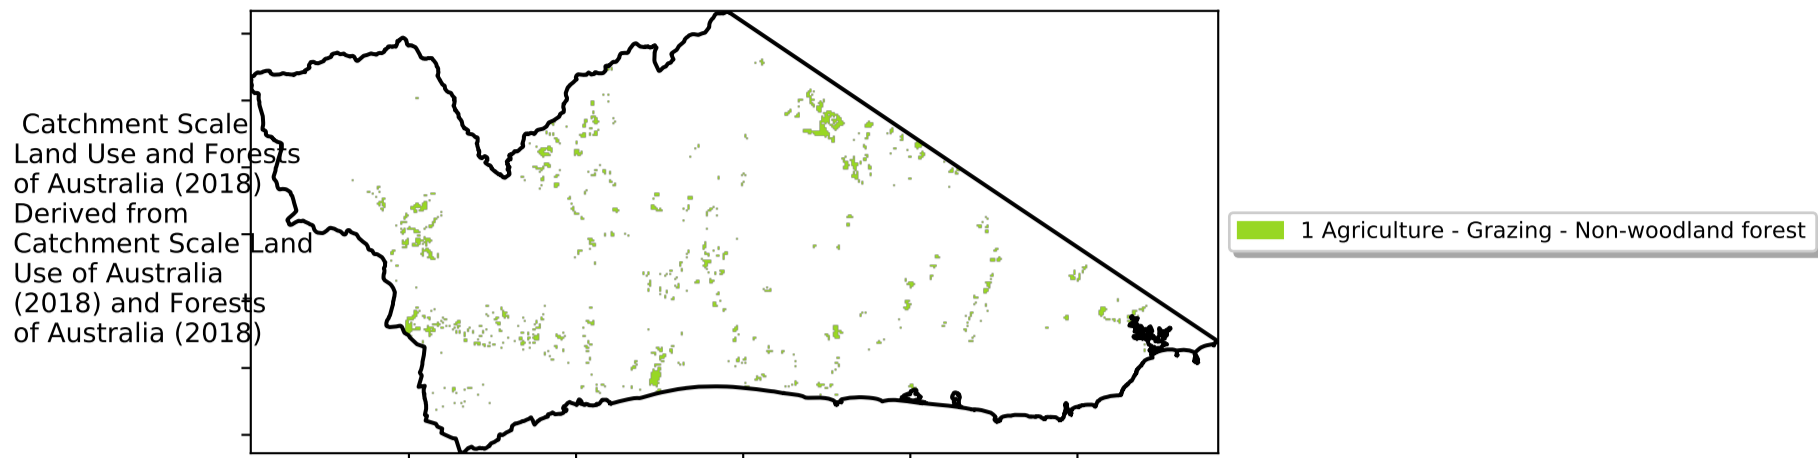 Catchment Scale
Land Use and Forests
of Australia (2018)
Derived from
Catchment Scale Land
Use of Australia
(2018) and Forests
of Australia (2018)
1 Agriculture - Grazing - Non-woodland forest